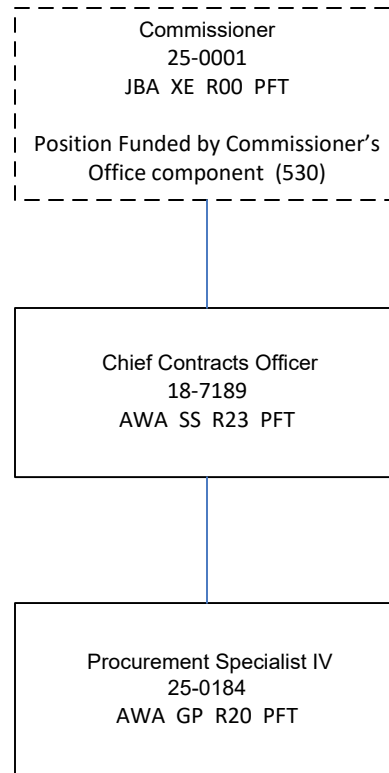 Commissioner
25-0001
JBA XE R00 PFT
Position Funded by Commissioner’s
Office component (530)
Chief Contracts Officer
18-7189
AWA SS R23 PFT
Procurement Specialist IV
25-0184
AWA GP R20 PFT